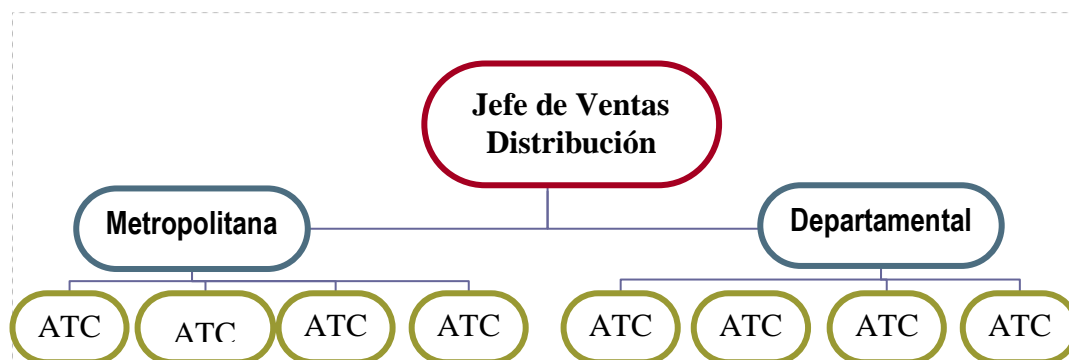 Jefe de Ventas
Distribución
Metropolitana
Departamental
ATC
ATC
ATC
ATC
ATC
ATC
ATC
ATC